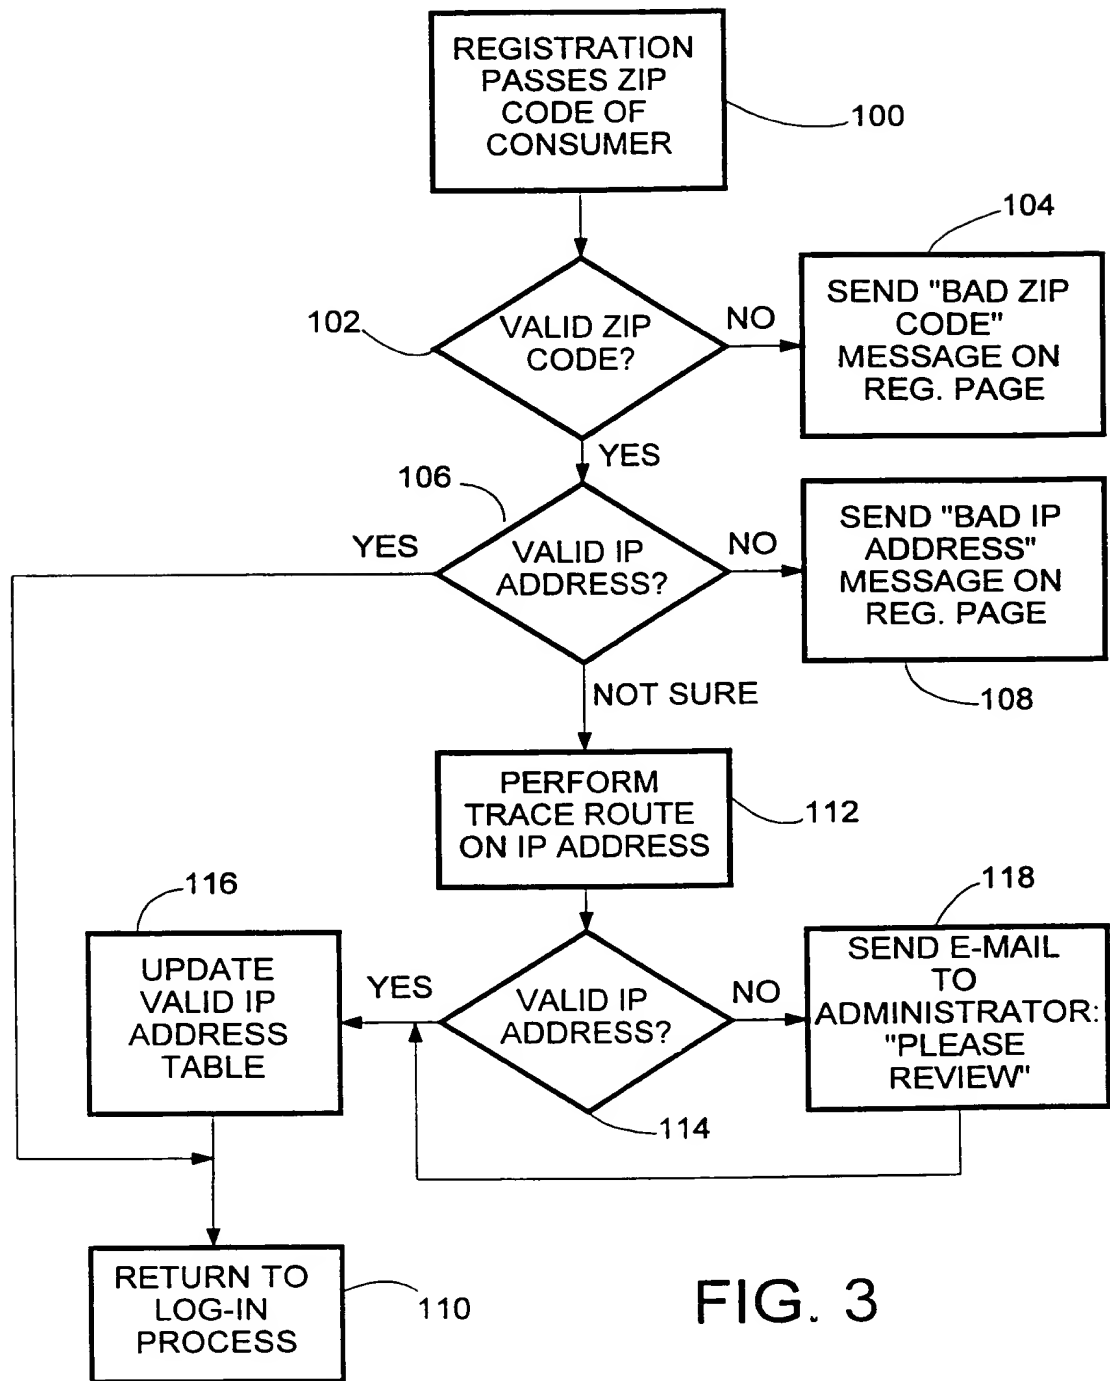 REGISTRATION
PASSES ZIP
CODE OF
CONSUMER
100
104
VALID ZIP
CODE?
102
NO
SEND "BAD ZIP
CODE"
MESSAGE ON
REG. PAGE
YES
106
YES
VALID IP
ADDRESS?
NO
SEND "BAD IP
ADDRESS"
MESSAGE ON
REG. PAGE
108
NOT SURE
PERFORM
TRACE ROUTE
ON IP ADDRESS
112
116
118
UPDATE
VALID IP
ADDRESS
TABLE
YES
VALID IP
ADDRESS?
NO
SEND E-MAIL
TO
ADMINISTRATOR:
"PLEASE
REVIEW"
114
RETURN TO
LOG-IN
PROCESS
110
FIG. 3